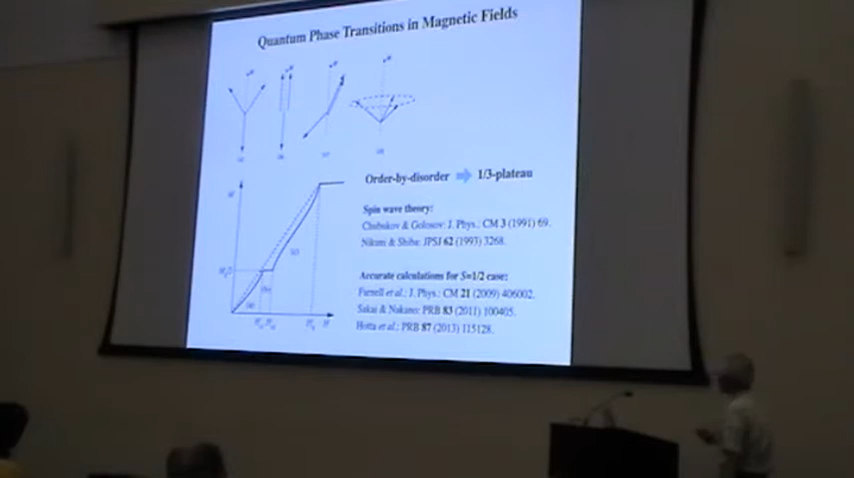 Quantum Phase Transitions in Magnetic Fields
Order-by-disorder 1/3-plateau
Spin wave theory:
Chubukov & Golosov: J. Phys.: CM 3 (1991) 69.
Nikuni & Shiba: JPSJ 62 (1993) 3268.
Accurate calculations for S=1/2 case:
Farnell et al.: J. Phys.: CM 21 (2009) 406002.
Sakai & Nakano: PRB 83 (2011) 100405.
Hotta et al.: PRB 87 (2013) 115128.